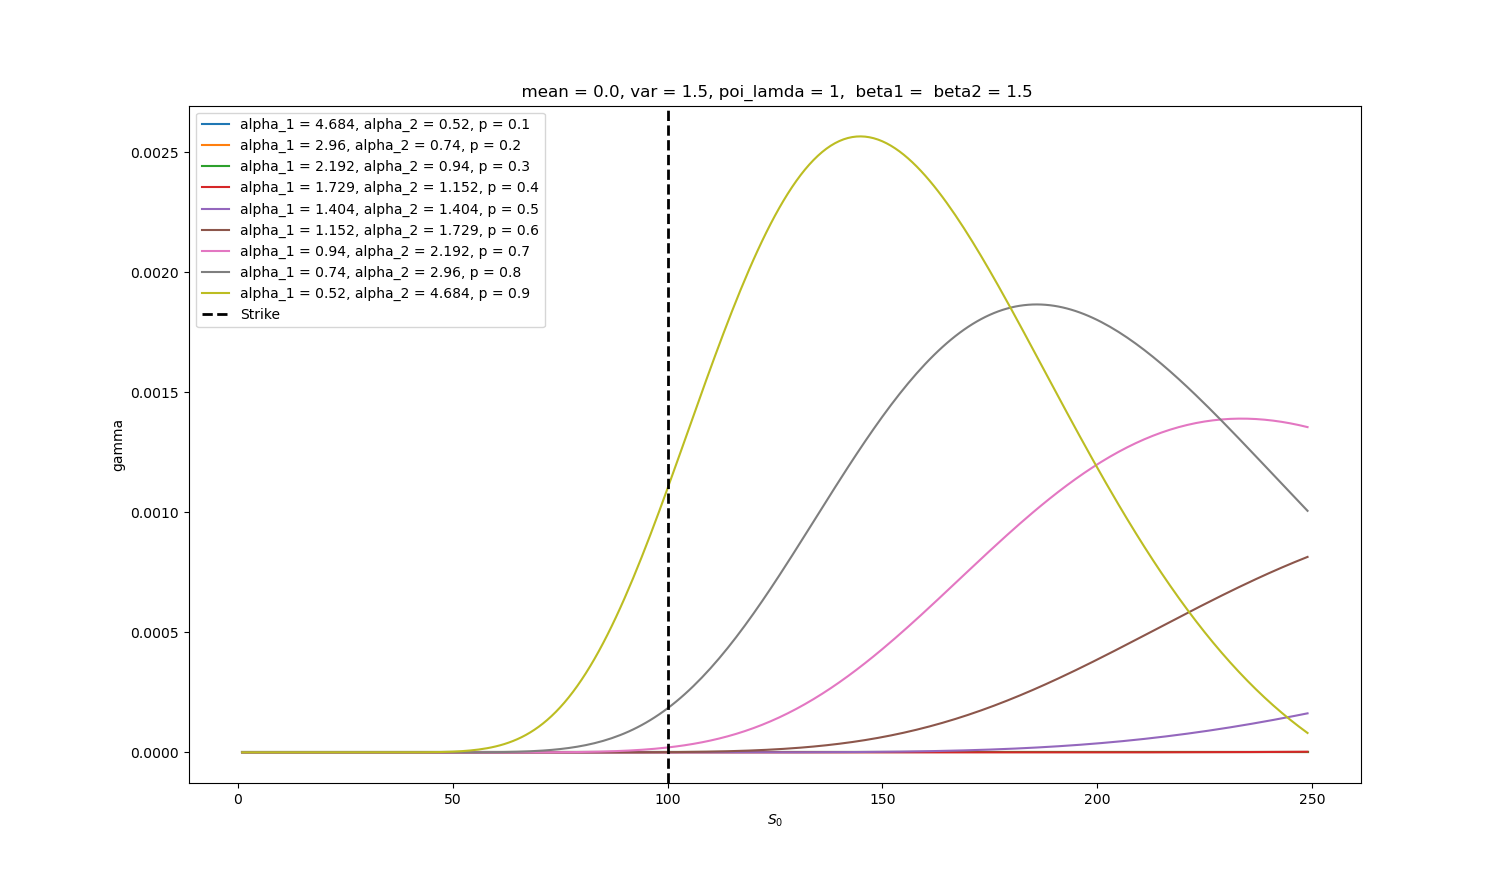 mean = 0.0, var = 1.5, poi_lamda = 1,  beta1 =  beta2 = 1.5
alpha_1 = 4.684, alpha_2 = 0.52, p = 0.1
alpha_1 = 2.96, alpha_2 = 0.74, p = 0.2
alpha_1 = 2.192, alpha_2 = 0.94, p = 0.3
alpha_1 = 1.729, alpha_2 = 1.152, p = 0.4
alpha_1 = 1.404, alpha_2 = 1.404, p = 0.5
alpha_1 = 1.152, alpha_2 = 1.729, p = 0.6
alpha_1 = 0.94, alpha_2 = 2.192, p = 0.7
alpha_1 = 0.74, alpha_2 = 2.96, p = 0.8
alpha_1 = 0.52, alpha_2 = 4.684, p = 0.9
Strike
0.0025
0.0020
0.0015
0.0010
0.0005
0.0000
gamma
0 50 100 150 200 250
S₀